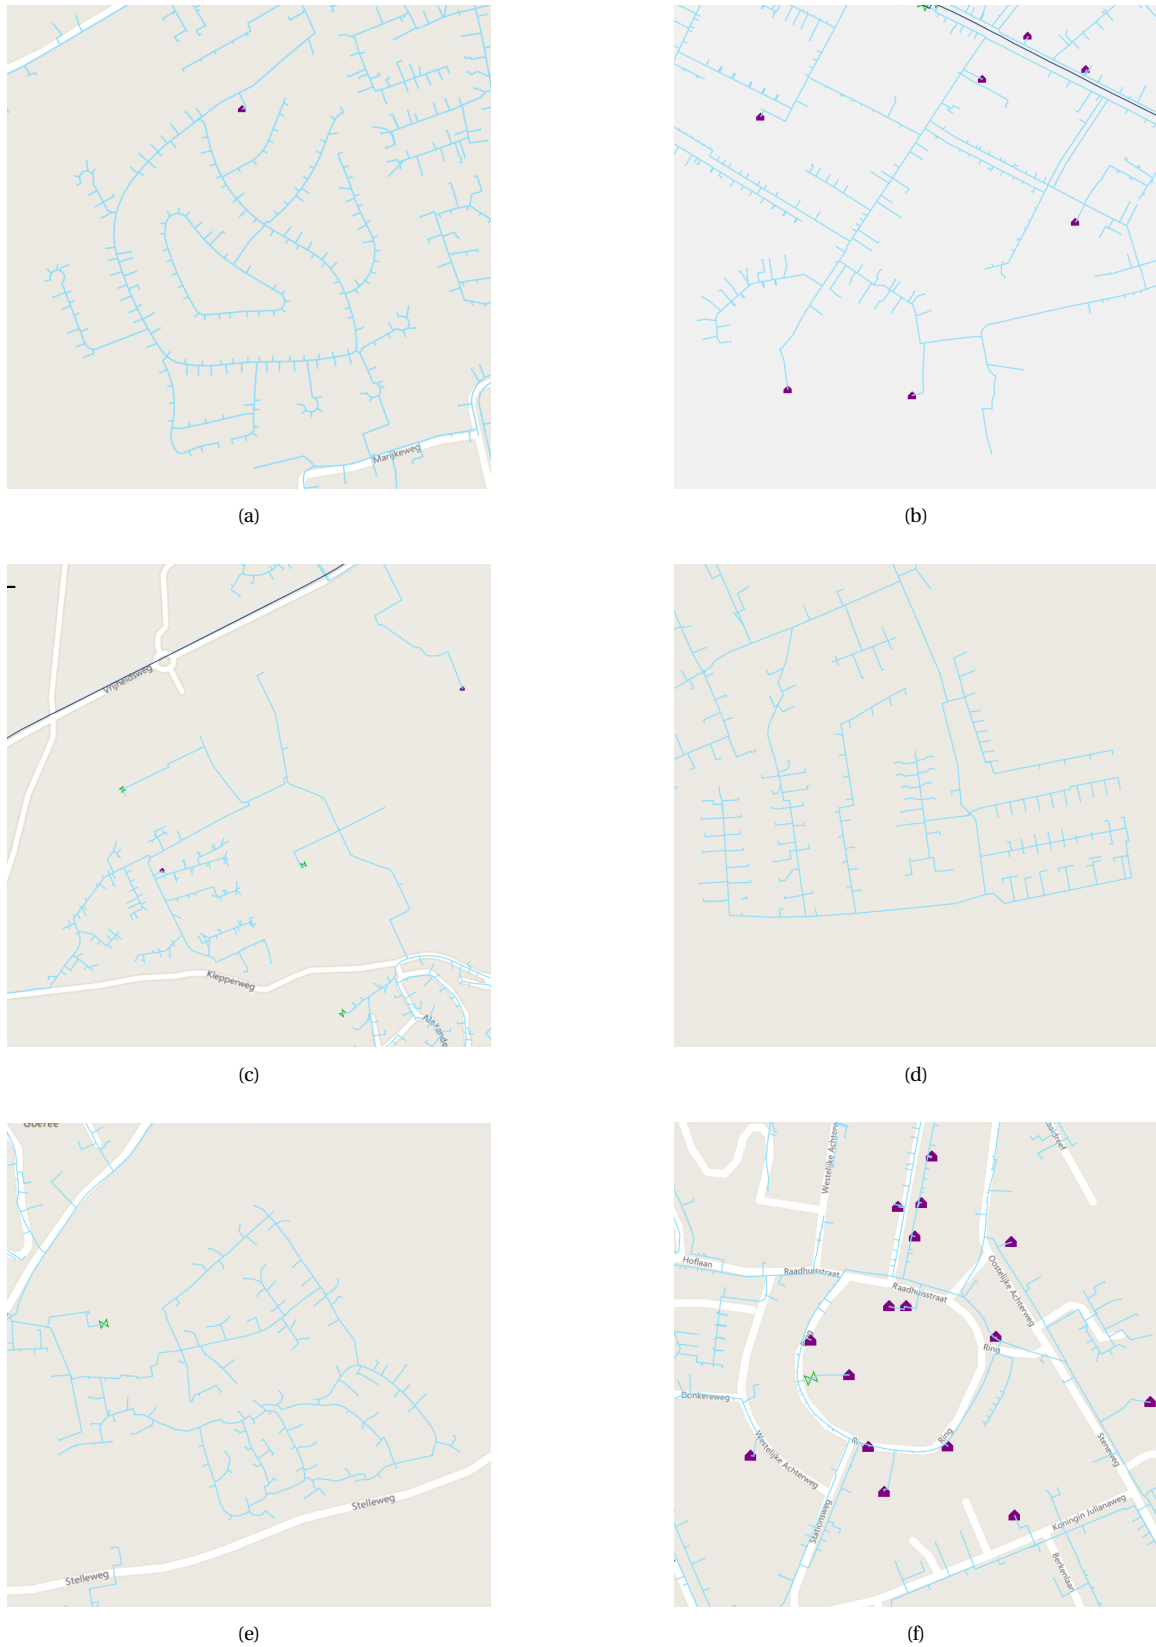 Marijkeweg
(a)
(b)
Vrijheidsweg
Klepperweg
(c)
(d)
Goeree
Stelleweg
Stelleweg
(e)
Westelijke Achterw
Hoflaan
Raadhuisstraat
Raadhuisstraat
Oostelijke Achterweg
Ring
Donkereweg
Ring
Westelijke Achterweg
Steneweg
Stationsweg
Koningin Julianaweg
Berkenlaan
(f)